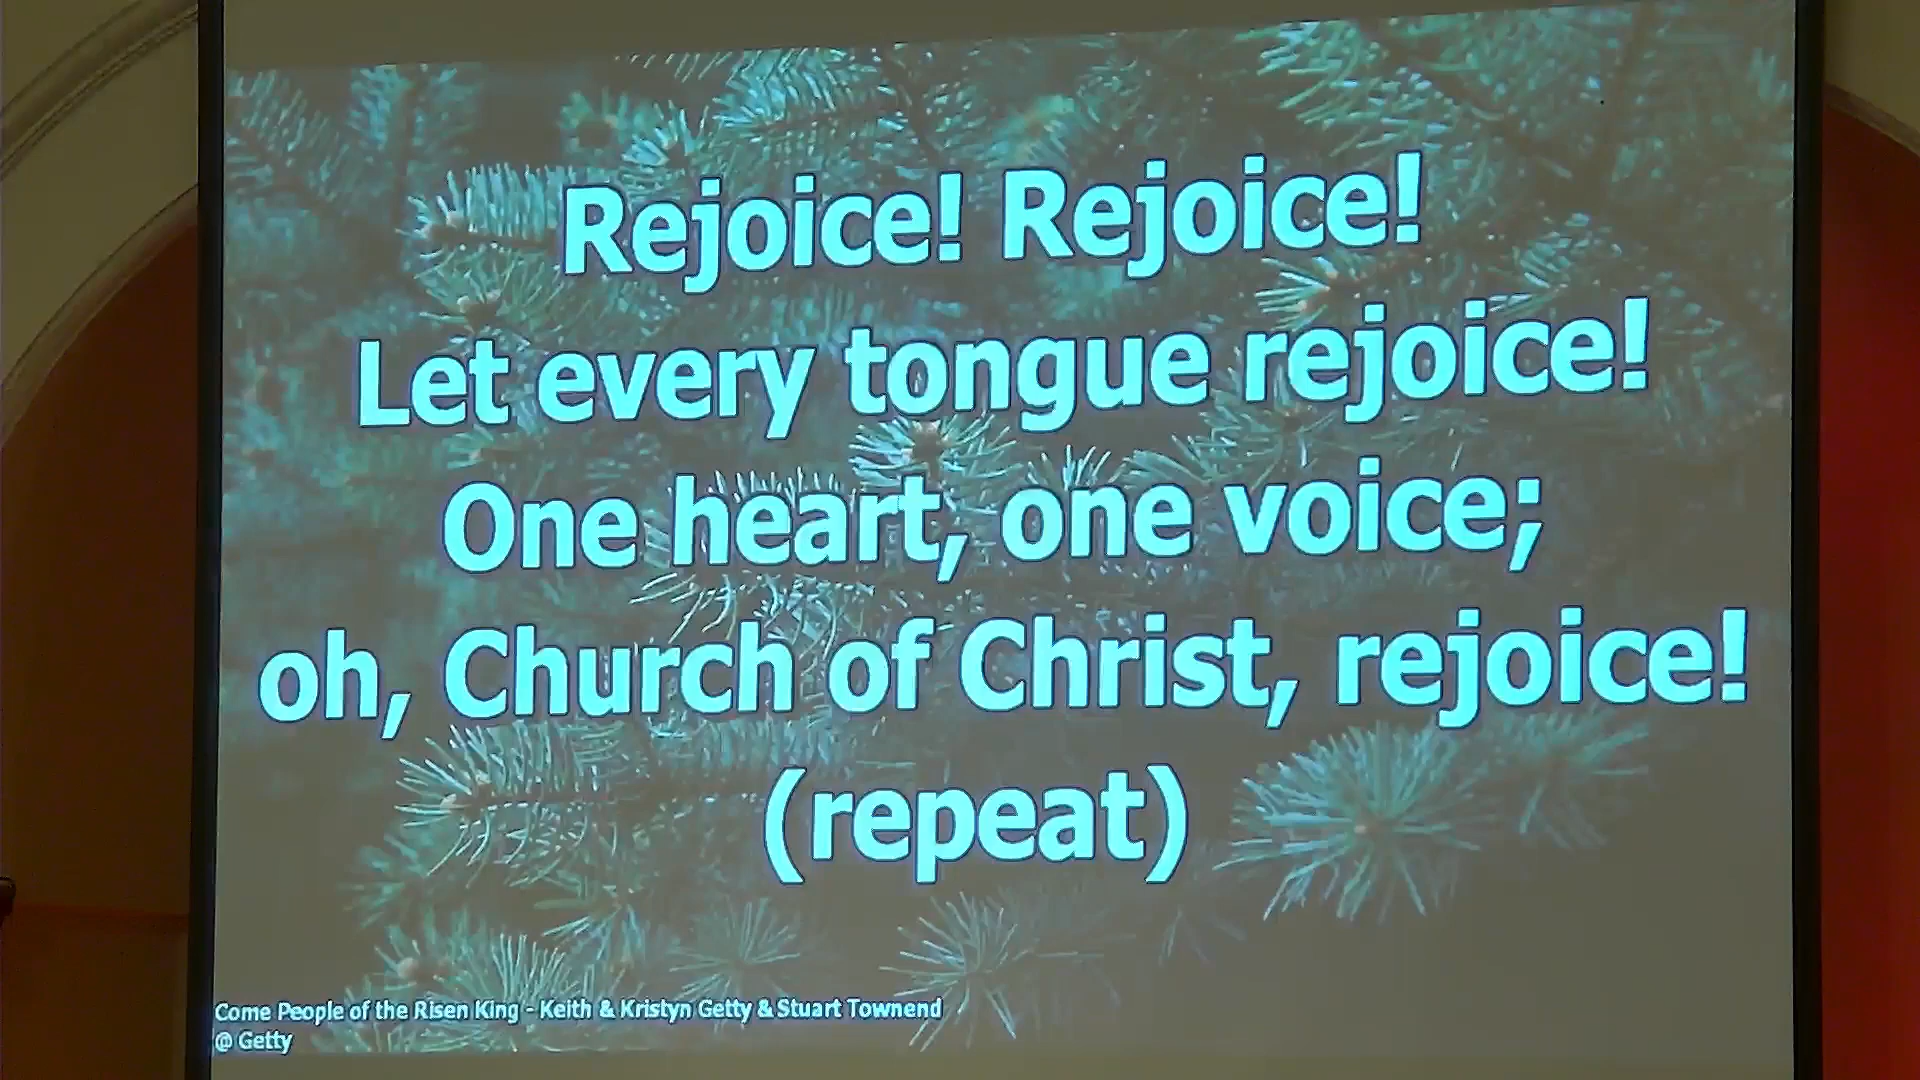 Rejoice! Rejoice!
Let every tongue rejoice!
One heart, one voice;
oh, Church of Christ, rejoice!
(repeat)
Come People of the Risen King - Keith & Kristyn Getty & Stuart Townend
@ Getty